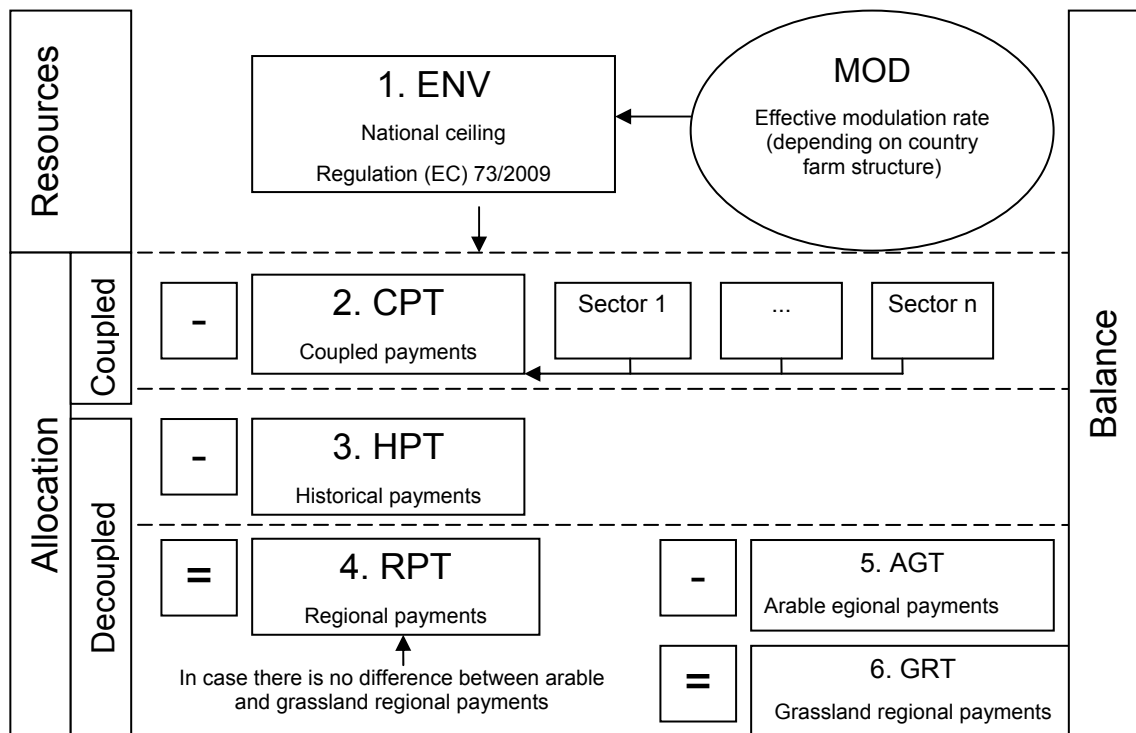 Resources
1. ENV
National ceiling
Regulation (EC) 73/2009
MOD
Effective modulation rate
(depending on country
farm structure)
Balance
Allocation
Coupled
-
2. CPT
Coupled payments
Sector 1
...
Sector n
Decoupled
-
3. HPT
Historical payments
=
4. RPT
Regional payments
In case there is no difference between arable
and grassland regional payments
-
5. AGT
Arable egional payments
=
6. GRT
Grassland regional payments